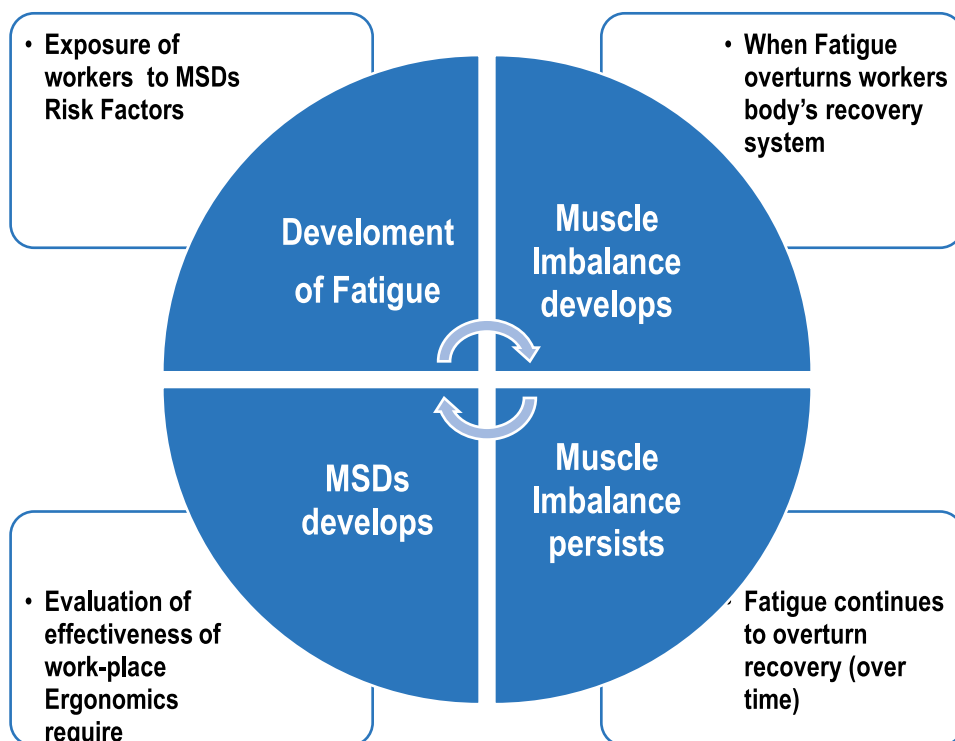 • Exposure of
workers to MSDs
Risk Factors
• When Fatigue
overturns workers
body's recovery
system
Develoment
of Fatigue
Muscle
Imbalance
develops
MSDs
develops
Muscle
Imbalance
persists
• Evaluation of
effectiveness of
work-place
Ergonomics
require
• Fatigue continues
to overturn
recovery (over
time)